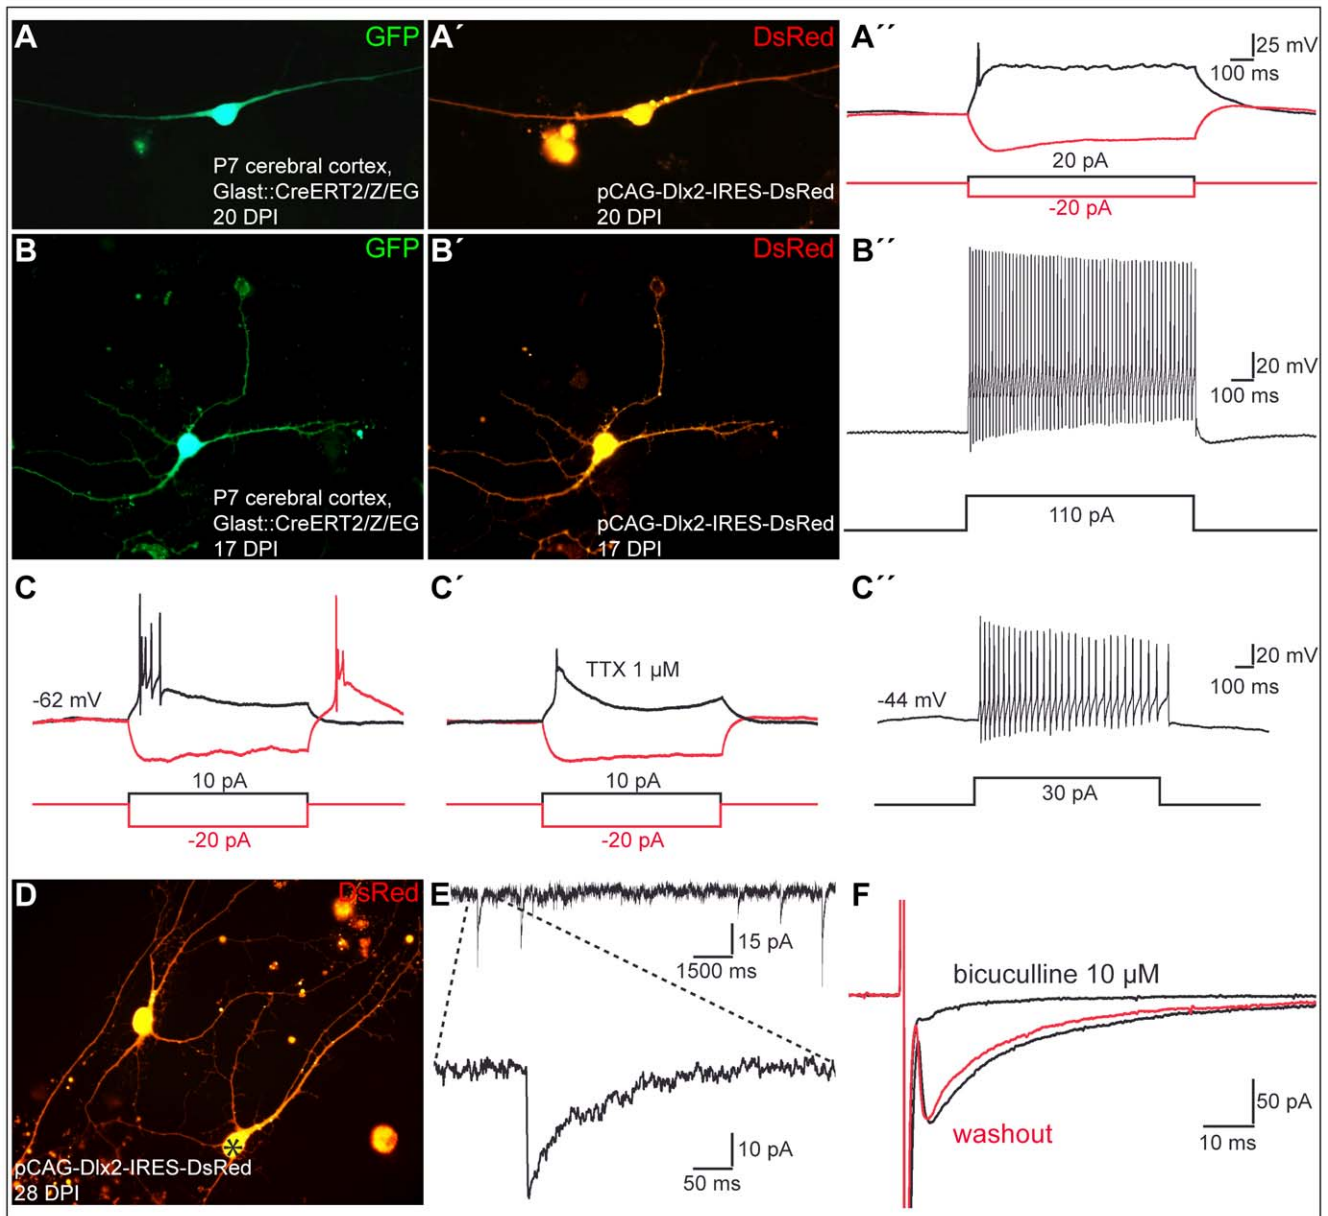 A
GFP
P7 cerebral cortex,
Glast::CreERT2/Z/EG
20 DPI
A´
DsRed
pCAG-Dlx2-IRES-DsRed
20 DPI
A´´
25 mV
100 ms
20 pA
-20 pA
B
GFP
P7 cerebral cortex,
Glast::CreERT2/Z/EG
17 DPI
B´
DsRed
pCAG-Dlx2-IRES-DsRed
17 DPI
B´´
20 mV
100 ms
110 pA
C
-62 mV
10 pA
-20 pA
C´
TTX 1 µM
10 pA
-20 pA
C´´
20 mV
100 ms
-44 mV
30 pA
D
DsRed
*
pCAG-Dlx2-IRES-DsRed
28 DPI
E
15 pA
1500 ms
10 pA
50 ms
F
bicuculline 10 µM
washout
50 pA
10 ms